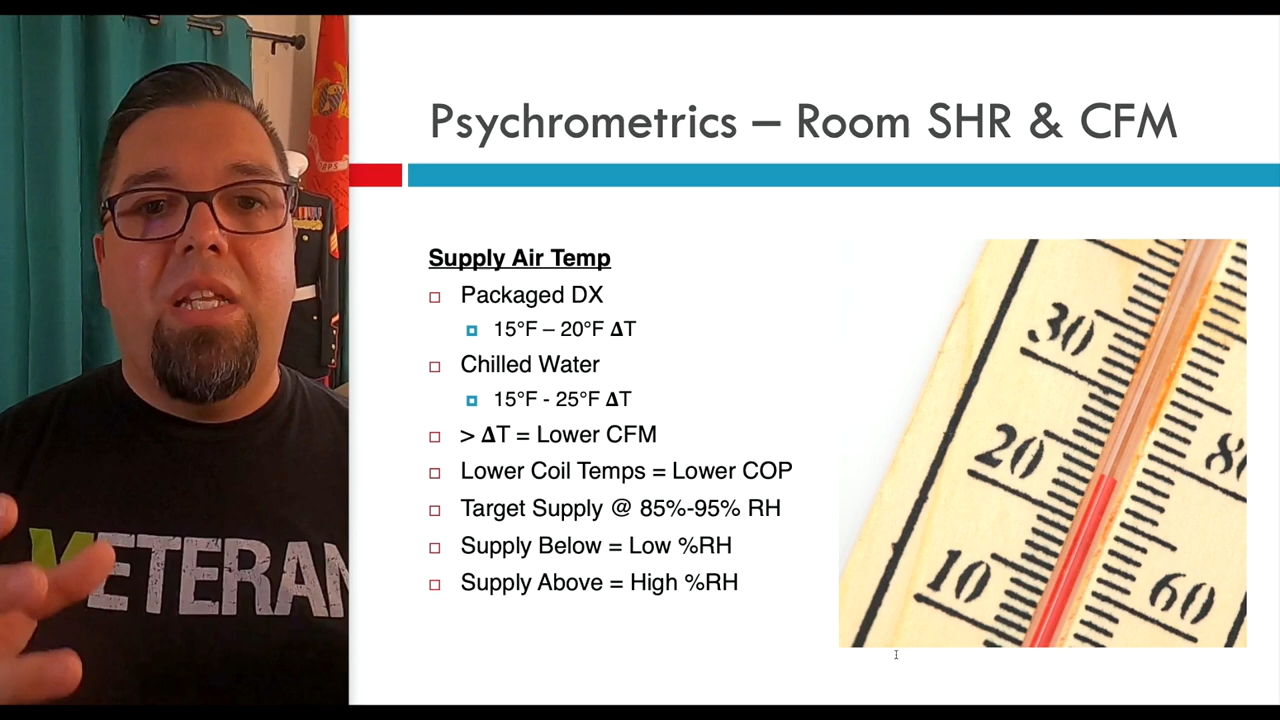 Psychrometrics – Room SHR & CFM
Supply Air Temp
Packaged DX
15°F – 20°F ΔT
Chilled Water
15°F - 25°F ΔT
> ΔT = Lower CFM
Lower Coil Temps = Lower COP
Target Supply @ 85%-95% RH
Supply Below = Low %RH
Supply Above = High %RH
30
20
10
80
60
VETERAN